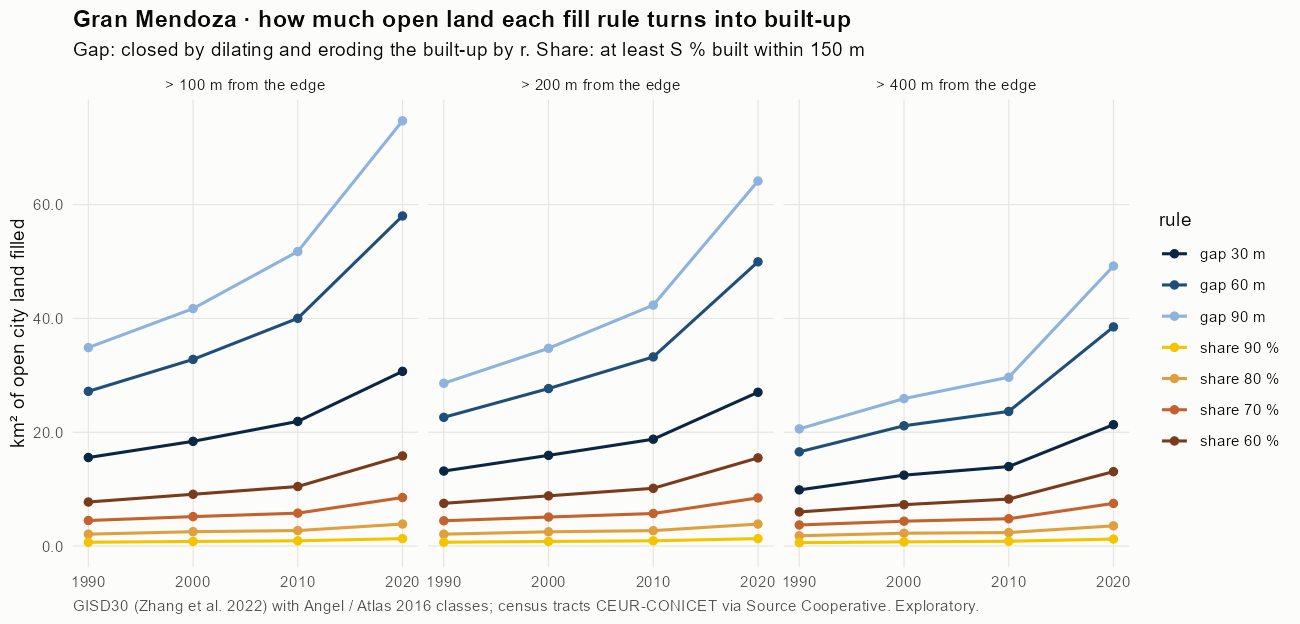 Gran Mendoza · how much open land each fill rule turns into built-up
Gap: closed by dilating and eroding the built-up by r. Share: at least S % built within 150 m
> 100 m from the edge
> 200 m from the edge
> 400 m from the edge
km² of open city land filled
60.0
40.0
20.0
0.0
1990 2000 2010 2020
1990 2000 2010 2020
1990 2000 2010 2020
rule
gap 30 m
gap 60 m
gap 90 m
share 90 %
share 80 %
share 70 %
share 60 %
GISD30 (Zhang et al. 2022) with Angel / Atlas 2016 classes; census tracts CEUR-CONICET via Source Cooperative. Exploratory.